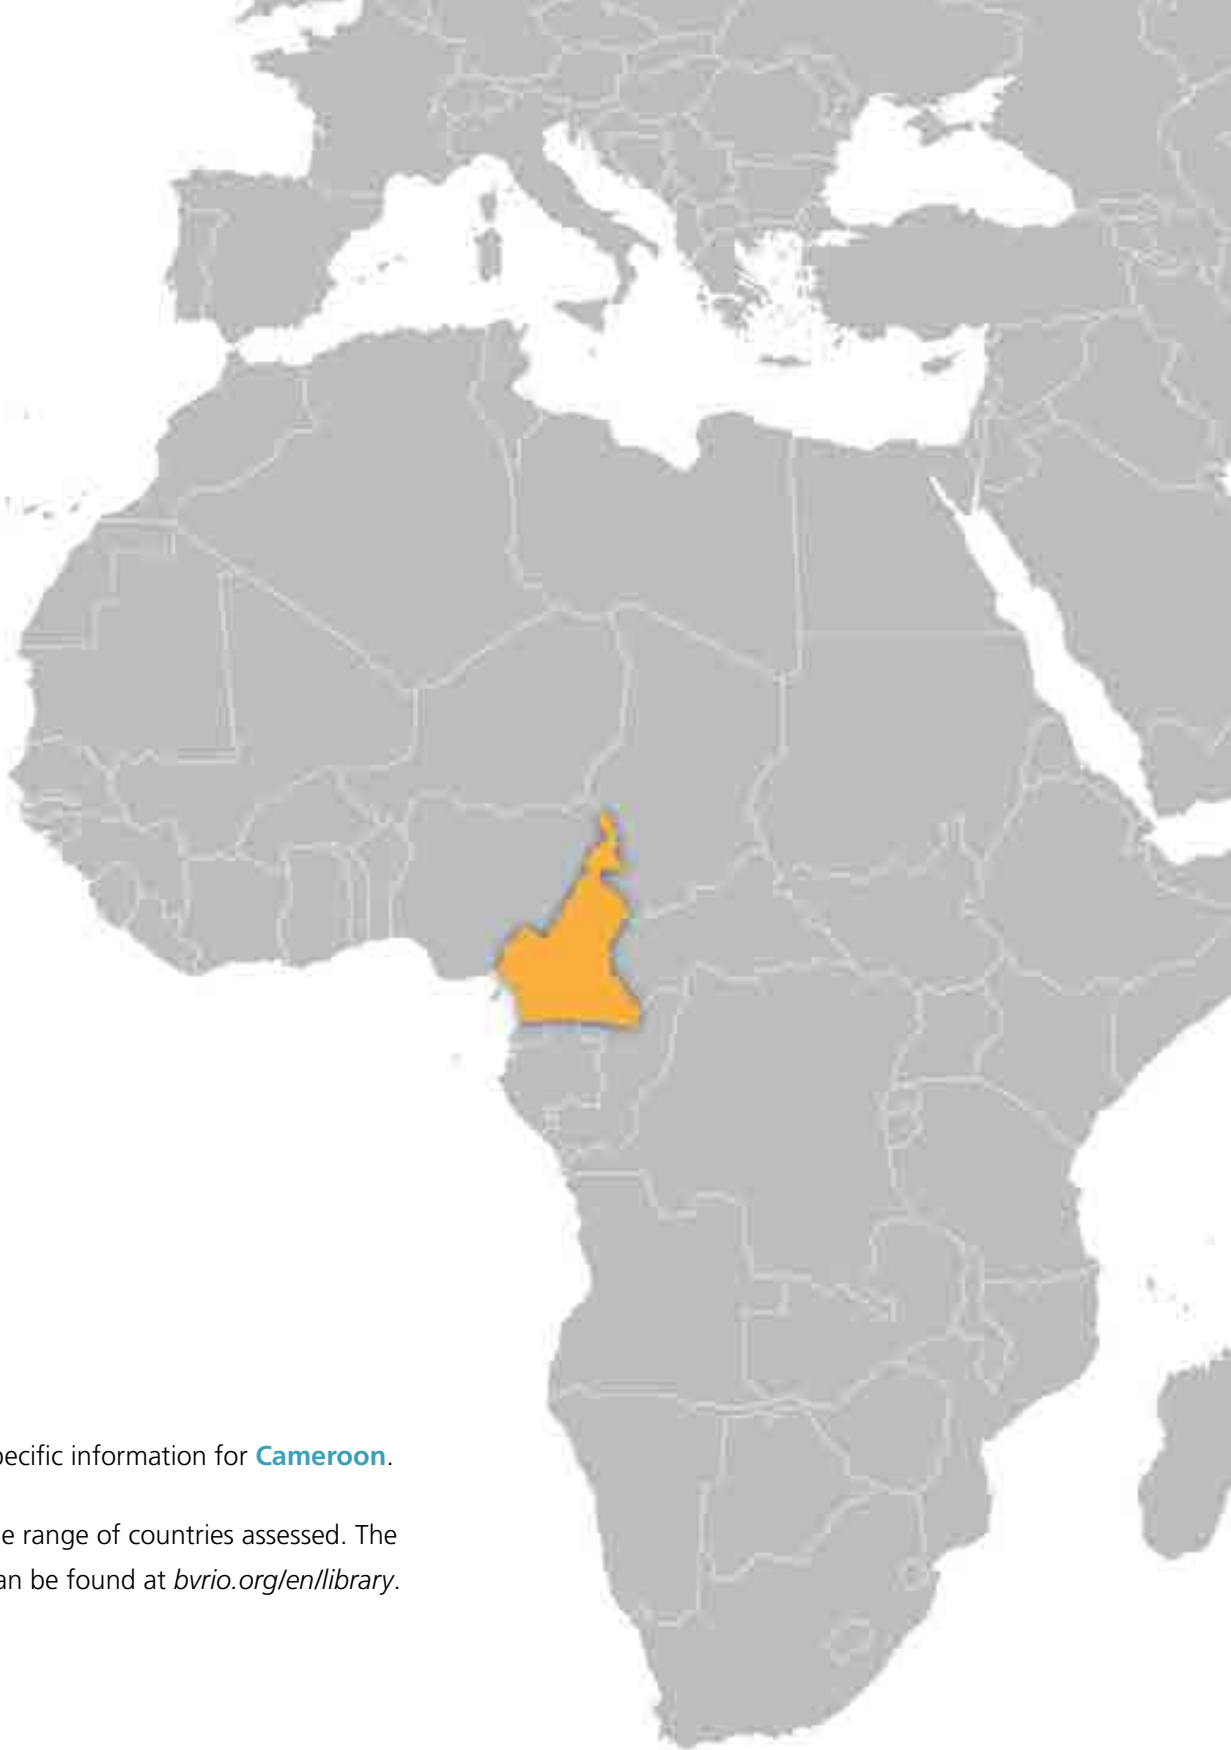 pecific information for Cameroon.
e range of countries assessed. The
an be found at bvrio.org/en/library.